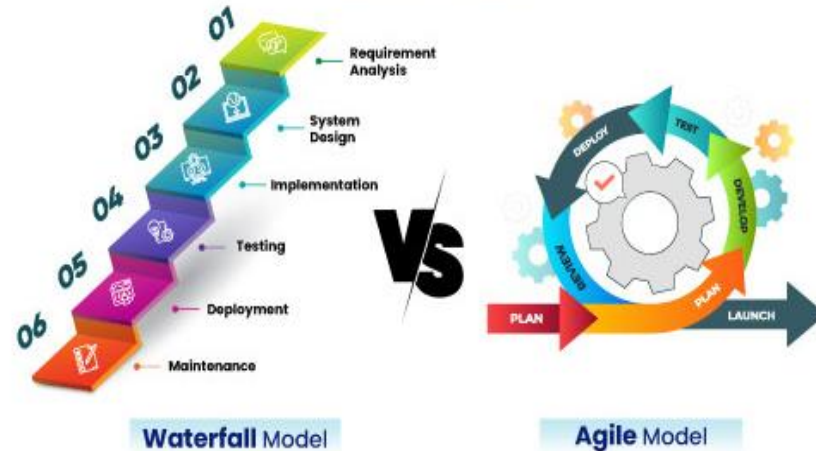 01
Requirement
Analysis
02
System
Design
03
Implementation
04
Testing
05
Deployment
06
Maintenance
Waterfall Model
VS
DEPLOY
TEST
DEVELOP
REVIEW
PLAN
PLAN
LAUNCH
Agile Model